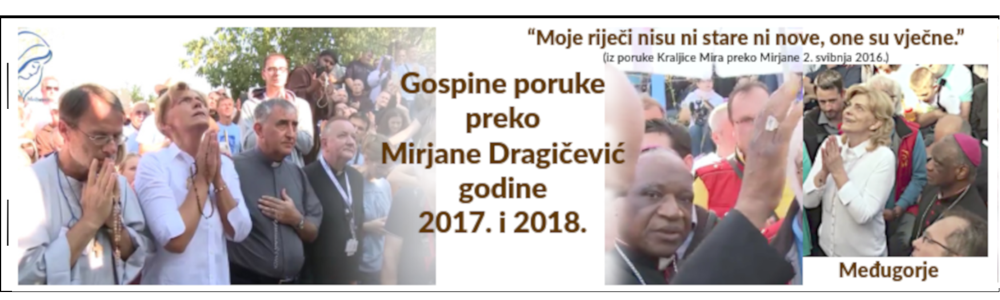 “Moje riječi nisu ni stare ni nove, one su vječne.”
(iz poruke Kraljice Mira preko Mirjane 2. svibnja 2016.)
Gospine poruke
preko
Mirjane Dragičević
godine
2017. i 2018.
Međugorje